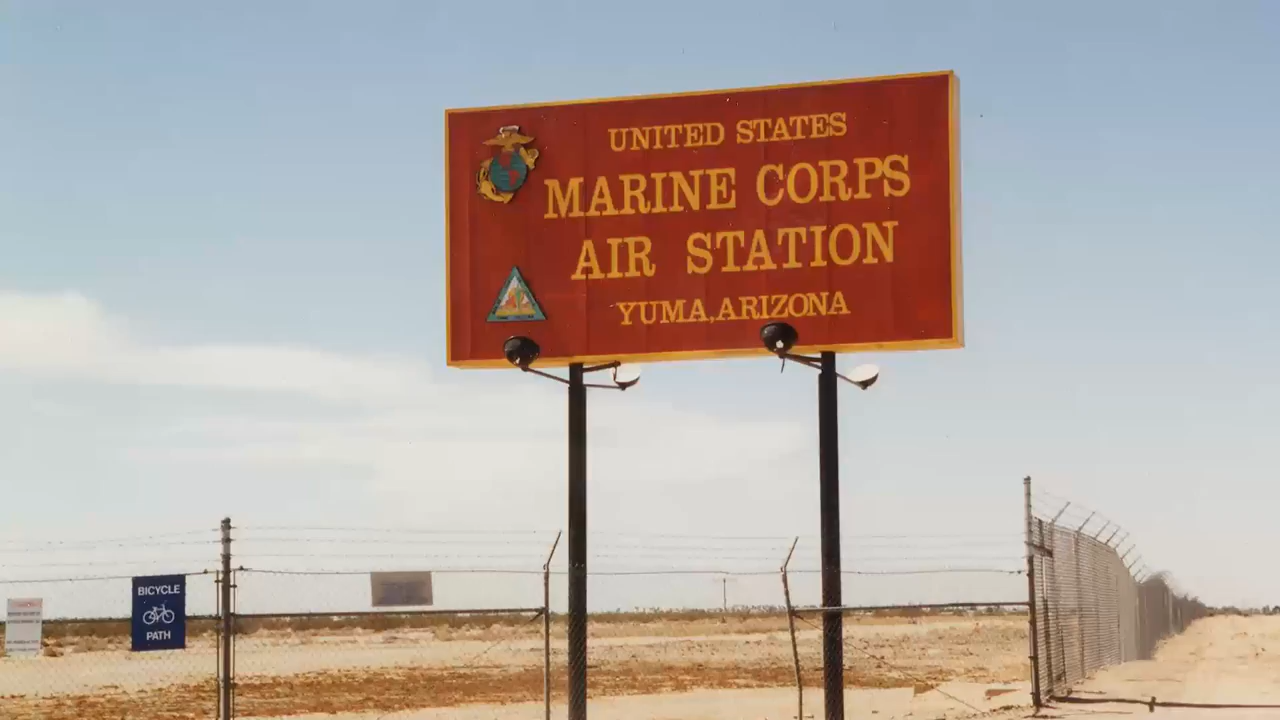 UNITED STATES
MARINE CORPS
AIR STATION
YUMA, ARIZONA
BICYCLE
PATH